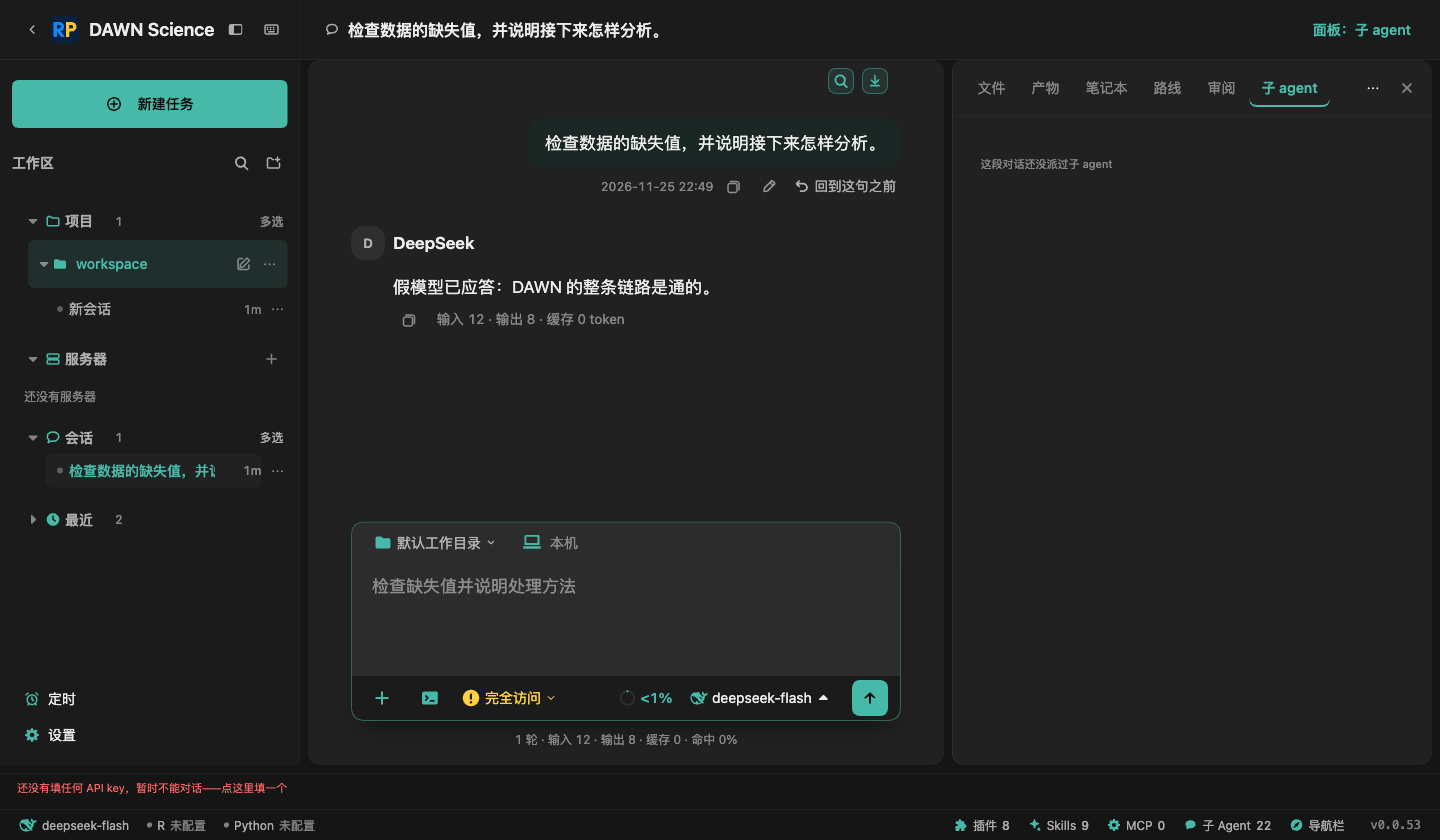 RP DAWN Science
检查数据的缺失值，并说明接下来怎样分析。
面板：子 agent
新建任务
工作区
项目 1 多选
workspace
新会话 1m
服务器
还没有服务器
会话 1 多选
检查数据的缺失值，并 1m
最近 2
定时
设置
检查数据的缺失值，并说明接下来怎样分析。
2026-11-25 22:49 回到这句之前
D DeepSeek
假模型已应答：DAWN 的整条链路是通的。
输入 12 · 输出 8 · 缓存 0 token
默认工作目录 本机
检查缺失值并说明处理方法
完全访问 <1% deepseek-flash
1 轮 · 输入 12 · 输出 8 · 缓存 0 · 命中 0%
文件 产物 笔记本 路线 审阅 子 agent
这段对话还没派过子 agent
还没有填任何 API key，暂时不能对话——点这里填一个
deepseek-flash R 未配置 Python 未配置 插件 8 Skills 9 MCP 0 子 Agent 22 导航栏 v0.0.53